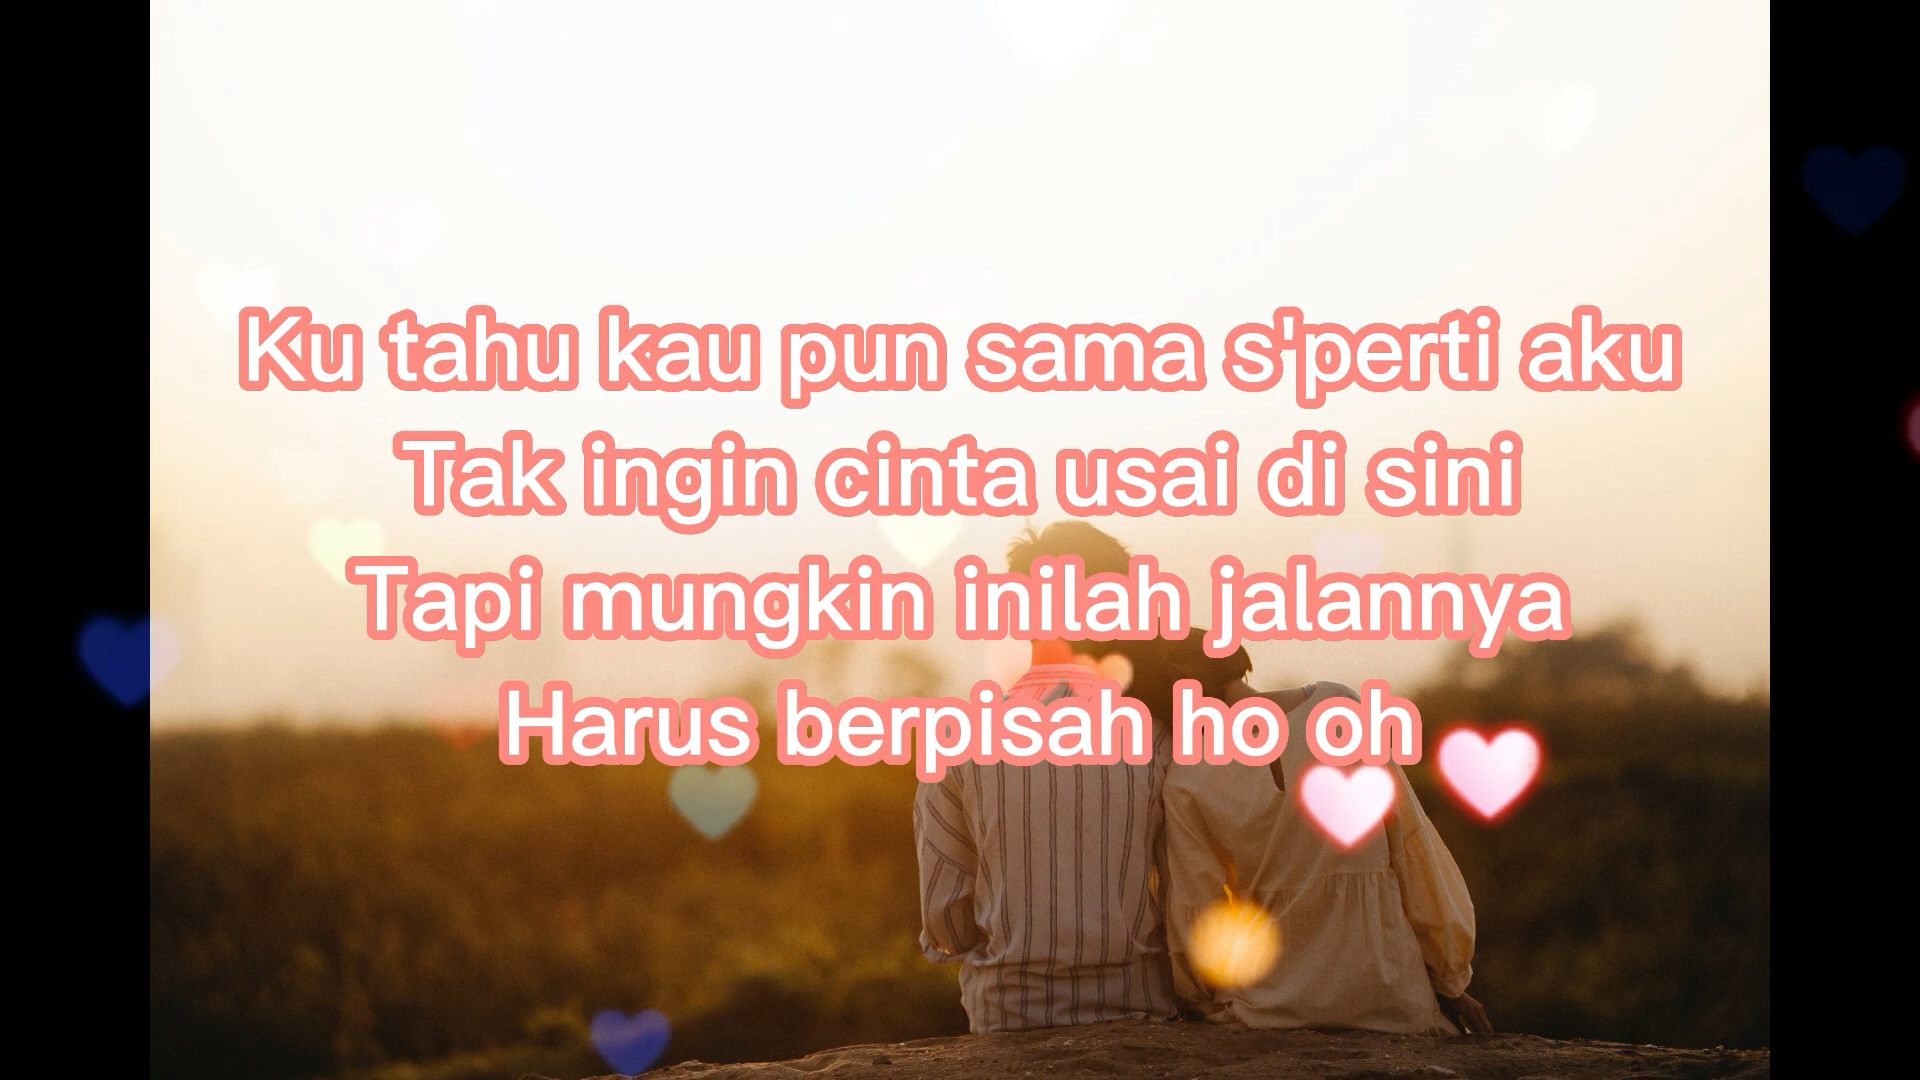 Ku tahu kau pun sama s'perti aku
Tak ingin cinta usai di sini
Tapi mungkin inilah jalannya
Harus berpisah ho oh